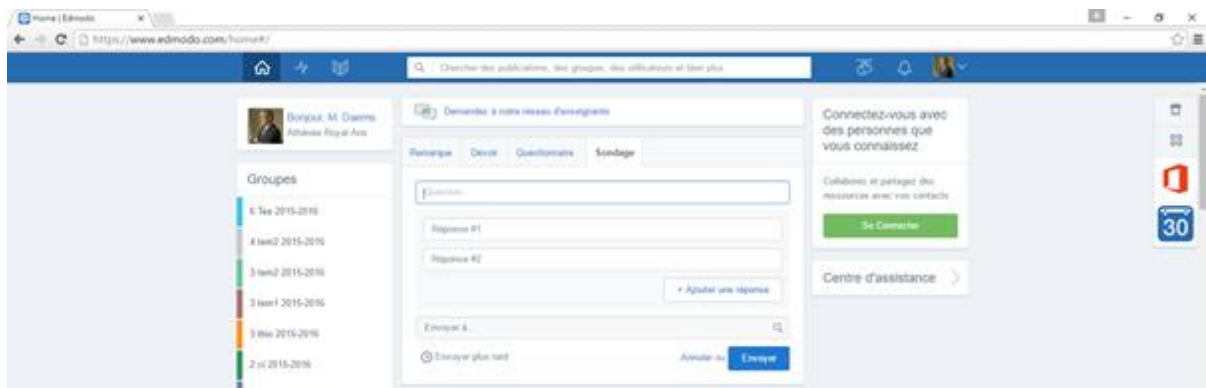 Home | Edmodo
https://www.edmodo.com/home#/
Chercher des publications, des groupes, des utilisateurs et bien plus
Bonjour, M. Daems
Athénée Royal Ans
Groupes
6 Tea 2015-2016
4 tem2 2015-2016
3 tem2 2015-2016
3 tem1 2015-2016
2015-2016
2 ci 2015-2016
Demandez à notre réseau d'enseignants
Remarque
Devoir
Questionnaire
Sondage
Question...
Réponse #1
Réponse #2
+ Ajouter une réponse
Envoyer à...
Envoyer plus tard
Annuler ou
Envoyer
Connectez-vous avec
des personnes que
vous connaissez
Collaborez et partagez des
ressources avec vos contacts
Se Connecter
Centre d'assistance
30